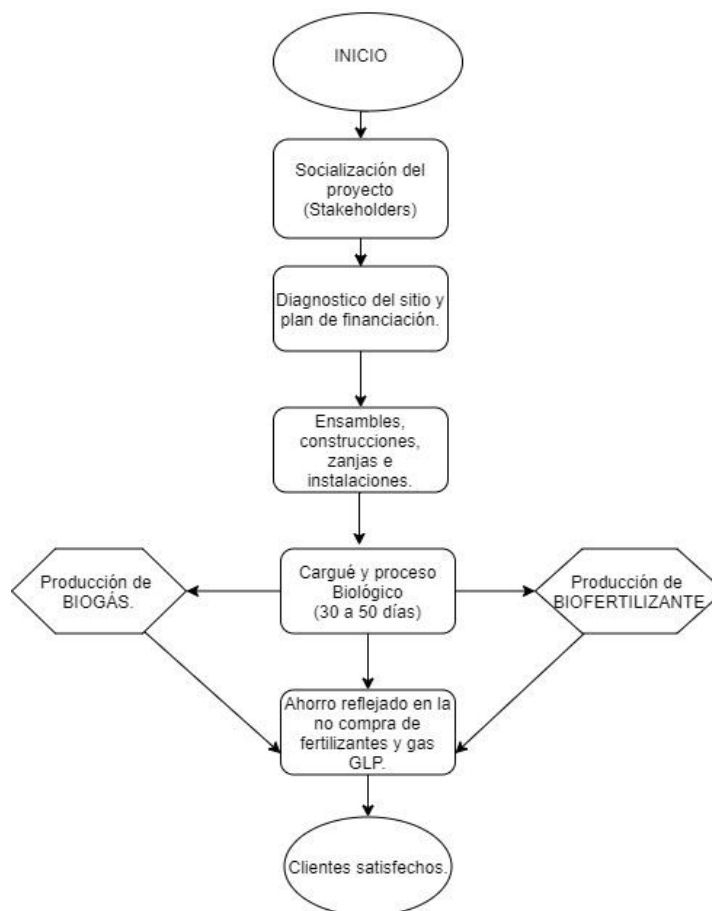 INICIO
Socialización del
proyecto
(Stakeholders)
Diagnostico del sitio y
plan de financiación.
Ensambles,
construcciones,
zanjas e
instalaciones.
Producción de
BIOGÁS.
Cargué y proceso
Biológico
(30 a 50 días)
Producción de
BIOFERTILIZANTE
Ahorro reflejado en la
no compra de
fertilizantes y gas
GLP.
Clientes satisfechos.